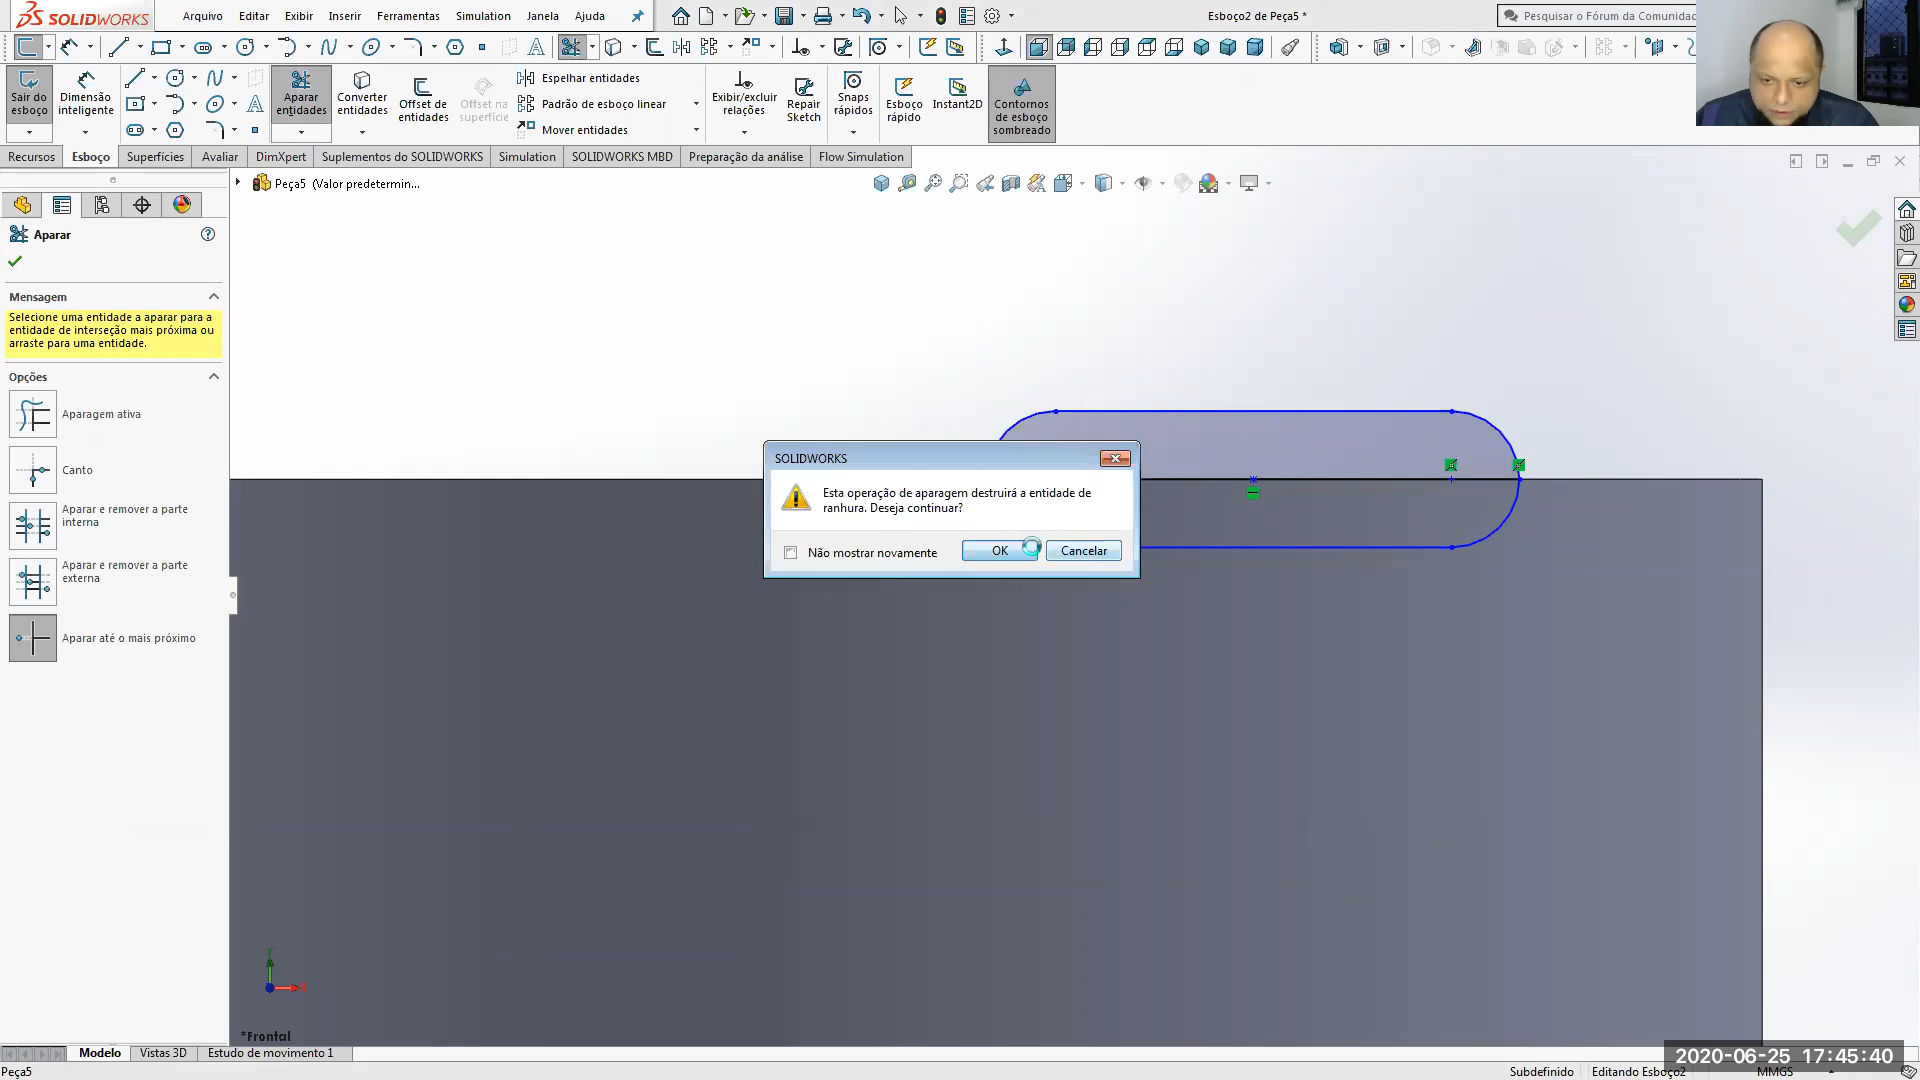 SOLIDWORKS
Arquivo Editar Exibir Inserir Ferramentas Simulation Janela Ajuda
Esboço2 de Peça5 *
Pesquisar o Fórum da Comunidad
Sair do esboço
Dimensão inteligente
Aparar entidades
Converter entidades
Offset de entidades
Offset na superfície
Espelhar entidades
Padrão de esboço linear
Mover entidades
Exibir/excluir relações
Repair Sketch
Snaps rápidos
Esboço rápido
Instant2D
Contornos de esboço sombreado
Recursos Esboço Superfícies Avaliar DimXpert Suplementos do SOLIDWORKS Simulation SOLIDWORKS MBD Preparação da análise Flow Simulation
Peça5 (Valor predetermin...
Aparar
Mensagem
Selecione uma entidade a aparar para a
entidade de interseção mais próxima ou
arraste para uma entidade.
Opções
Aparagem ativa
Canto
Aparar e remover a parte
interna
Aparar e remover a parte
externa
Aparar até o mais próximo
SOLIDWORKS
Esta operação de aparagem destruirá a entidade de
ranhura. Deseja continuar?
Não mostrar novamente OK Cancelar
Y
*Frontal
Modelo Vistas 3D Estudo de movimento 1
2020-06-25 17:45:40
Peça5 Subdefinido Editando Esboço2 MMGS